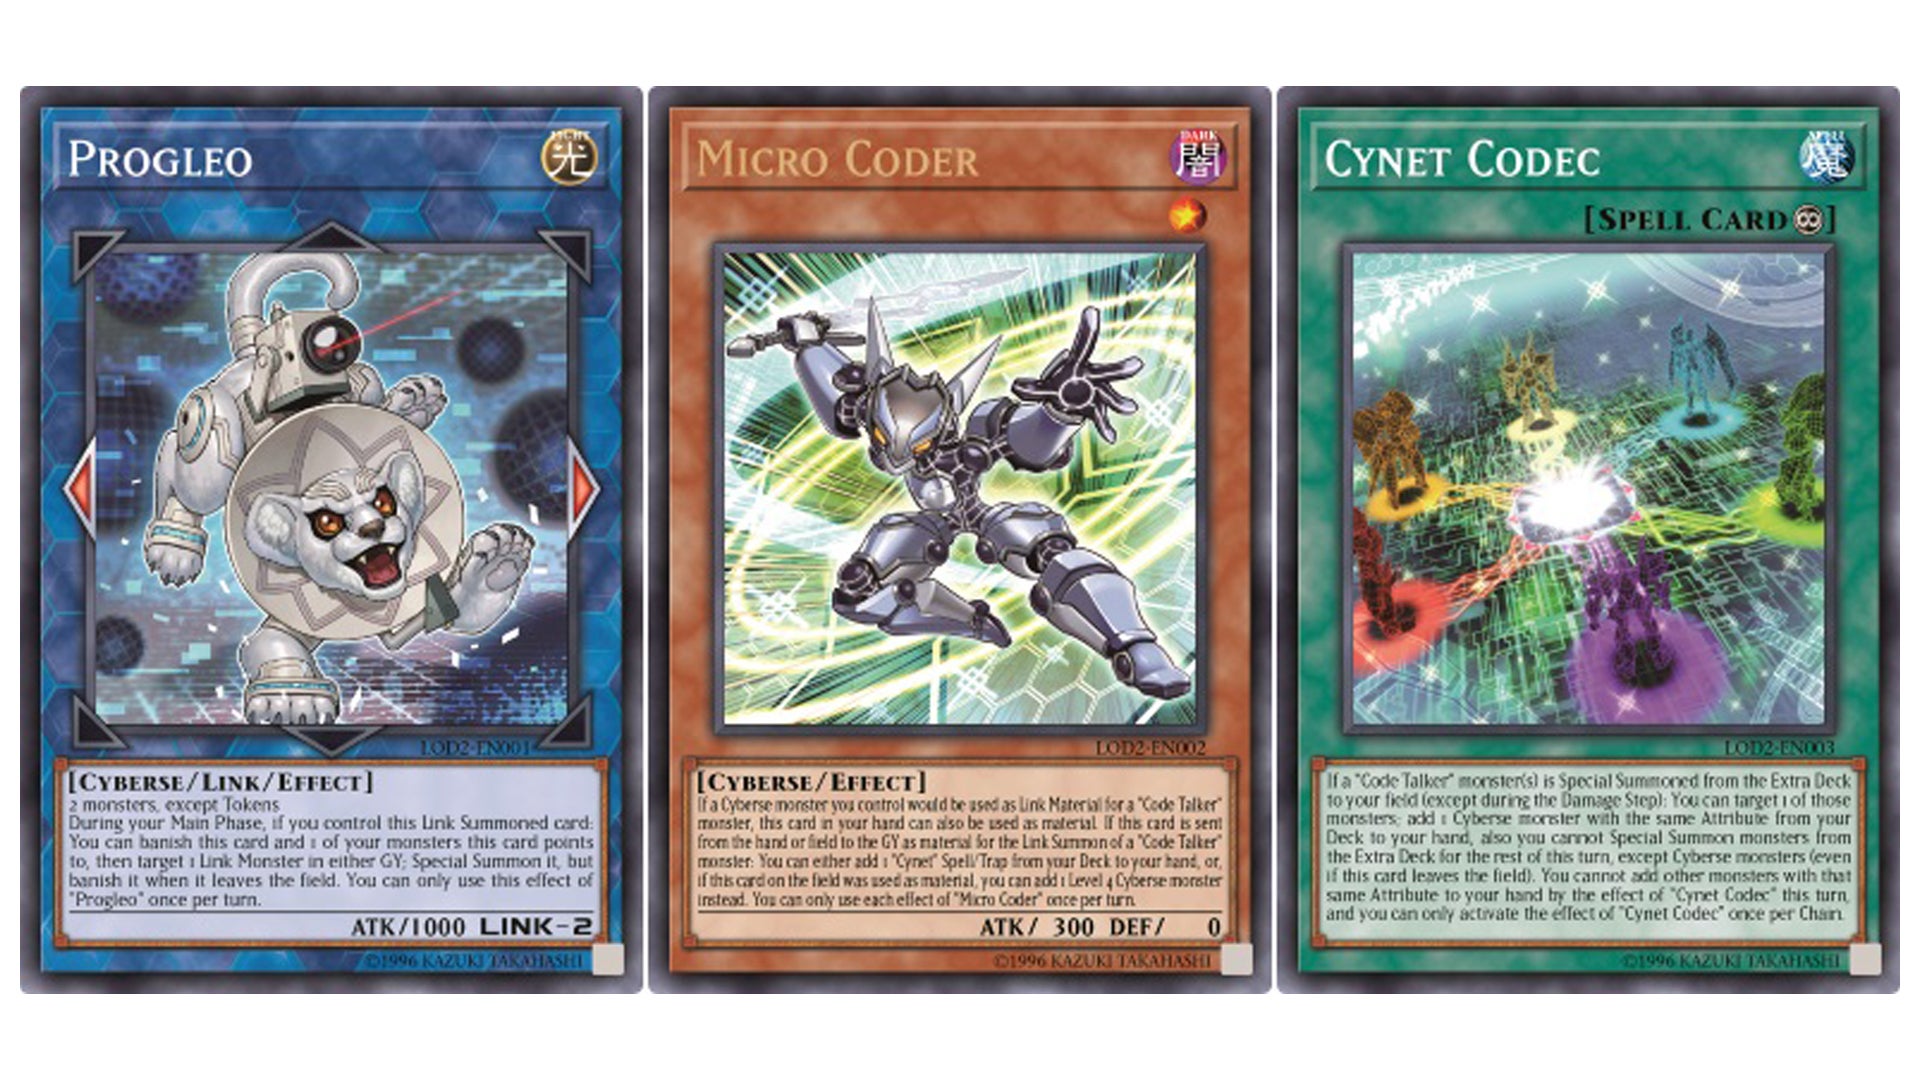 PROGLEO
LIGHT
光
LOD2-EN001
[CYBERSE/LINK/EFFECT]
2 monsters, except Tokens
During your Main Phase, if you control this Link Summoned card:
You can banish this card and 1 of your monsters this card points
to, then target 1 Link Monster in either GY; Special Summon it, but
banish it when it leaves the field. You can only use this effect of
"Progleo" once per turn.
ATK/1000 LINK-2
©1996 KAZUKI TAKAHASHI
MICRO CODER
DARK
闇
LOD2-EN002
[CYBERSE/EFFECT]
If a Cyberse monster you control would be used as Link Material for a "Code Talker"
monster, this card in your hand can also be used as material. If this card is sent
from the hand or field to the GY as material for the Link Summon of a "Code Talker"
monster: You can either add 1 "Cynet" Spell/Trap from your Deck to your hand, or,
if this card on the field was used as material, you can add 1 Level 4 Cyberse monster
instead. You can only use each effect of "Micro Coder" once per turn.
ATK/ 300 DEF/ 0
©1996 KAZUKI TAKAHASHI
CYNET CODEC
SPELL
魔
[SPELL CARD ]
LOD2-EN003
If a "Code Talker" monster(s) is Special Summoned from the Extra Deck
to your field (except during the Damage Step): You can target 1 of those
monsters; add 1 Cyberse monster with the same Attribute from your
Deck to your hand, also you cannot Special Summon monsters from
the Extra Deck for the rest of this turn, except Cyberse monsters (even
if this card leaves the field). You cannot add other monsters with that
same Attribute to your hand by the effect of "Cynet Codec" this turn,
and you can only activate the effect of "Cynet Codec" once per Chain.
©1996 KAZUKI TAKAHASHI